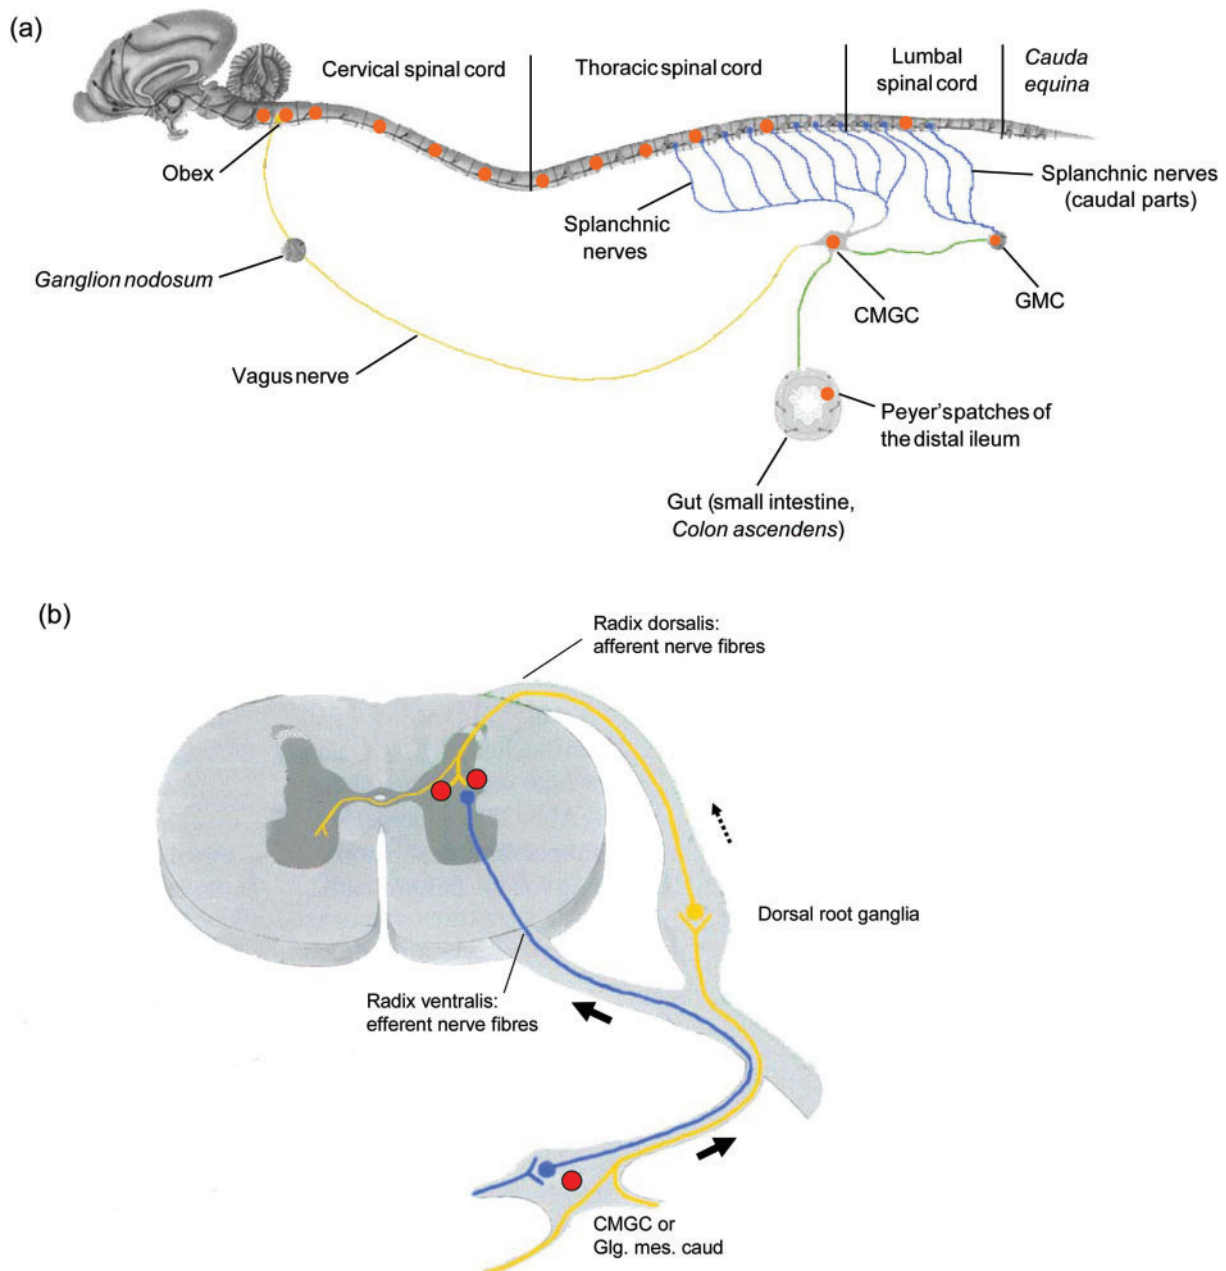 (a)
Cervical spinal cord
Thoracic spinal cord
Lumbal
spinal cord
Cauda
equina
Obex
Splanchnic
nerves
Splanchnic nerves
(caudal parts)
Ganglion nodosum
CMGC
GMC
Vagus nerve
Peyer'spatches of
the distal ileum
Gut (small intestine,
Colon ascendens)
(b)
Radix dorsalis:
afferent nerve fibres
Dorsal root ganglia
Radix ventralis:
efferent nerve fibres
CMGC or
Glg. mes. caud